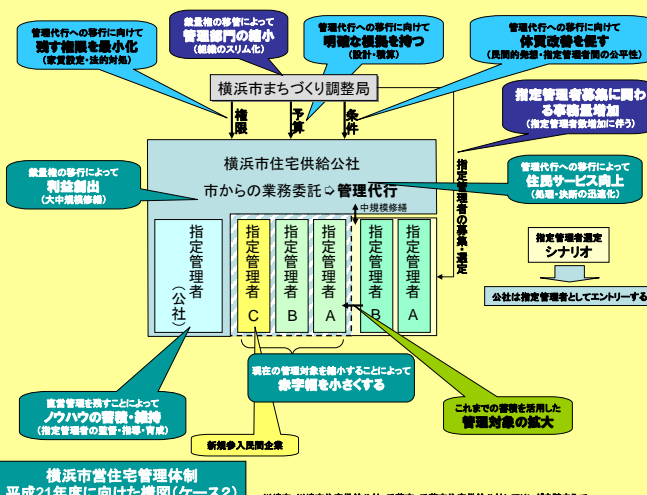 管理代行への移行に向けて
残す権限を最小化
(家賃設定・法的対処)
裁量権の移管によって
管理部門の縮小
(組織のスリム化)
管理代行への移行に向けて
明確な根拠を持つ
(設計・積算)
管理代行への移行に向けて
体質改善を促す
(民間的発想・指定管理者間の公平性)
横浜市まちづくり調整局
指定管理者募集に関わ
る事務量増加
(指定管理者数増加に伴う)
権限
予算
条件
横浜市住宅供給公社
市からの業務委託⇨管理代行
裁量権の移行によって
利益創出
(大中規模修繕)
管理代行への移行によって
住民サービス向上
(処理・決断の迅速化)
中規模修繕
指定管理者の募集・選定
指定管理者(公社)
指定管理者 C
指定管理者 B
指定管理者 A
指定管理者 B
指定管理者 A
指定管理者選定
シナリオ
公社は指定管理者としてエントリーする
現在の管理対象を縮小することによって
赤字幅を小さくする
直営管理を残すことによって
ノウハウの蓄積・維持
(指定管理者の監督・指導・育成)
これまでの蓄積を活用した
管理対象の拡大
新規参入民間企業
横浜市営住宅管理体制
平成21年度に向けた構図(ケース2)